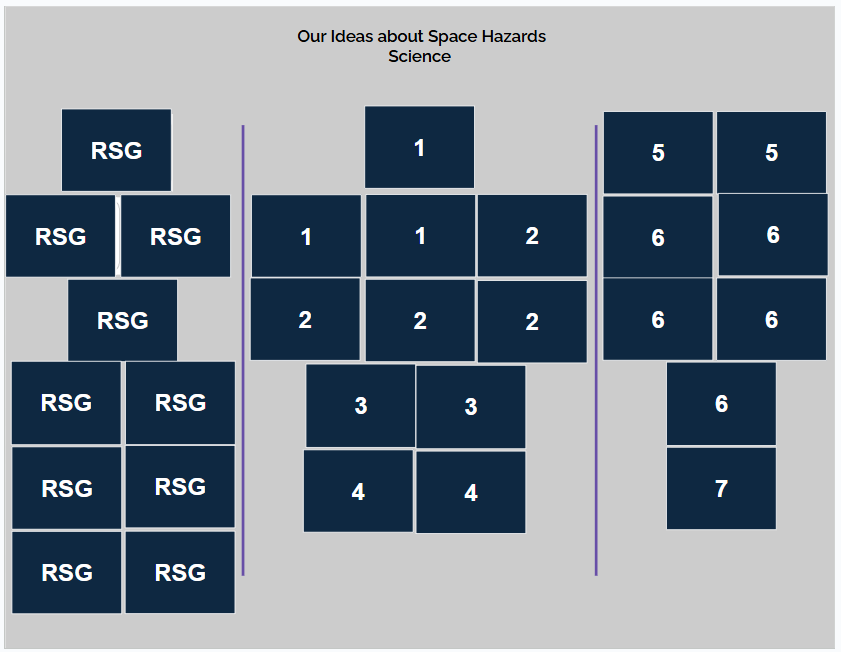 Our Ideas about Space Hazards
Science
RSG
RSG RSG
RSG
RSG RSG
RSG RSG
RSG RSG
1
1 1 2
2 2 2
3 3
4 4
5 5
6 6
6 6
6
7